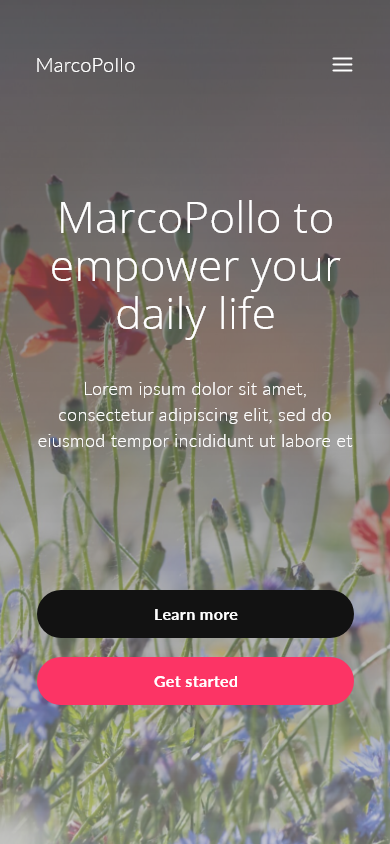 MarcoPollo
MarcoPollo to
empower your
daily life
Lorem ipsum dolor sit amet,
consectetur adipiscing elit, sed do
eiusmod tempor incididunt ut labore et
Learn more
Get started